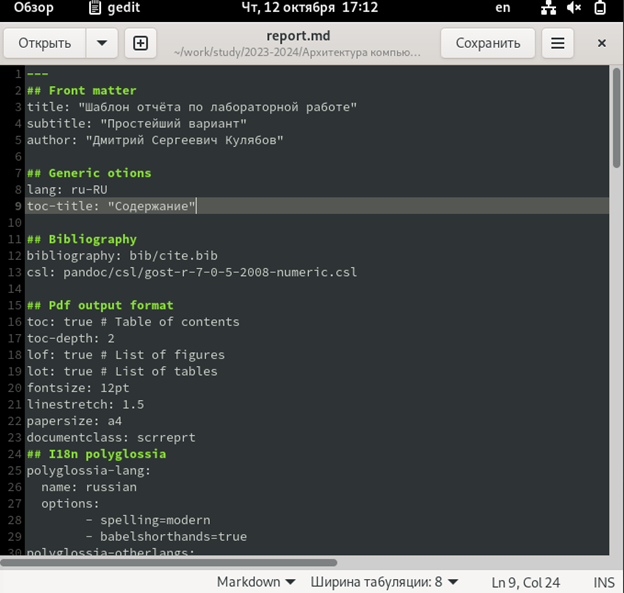 Обзор gedit Чт, 12 октября 17:12 en
Открыть report.md Сохранить
~/work/study/2023-2024/Архитектура компью...
1 ---
2 ## Front matter
3 title: "Шаблон отчёта по лабораторной работе"
4 subtitle: "Простейший вариант"
5 author: "Дмитрий Сергеевич Кулябов"
6
7 ## Generic otions
8 lang: ru-RU
9 toc-title: "Содержание"
10
11 ## Bibliography
12 bibliography: bib/cite.bib
13 csl: pandoc/csl/gost-r-7-0-5-2008-numeric.csl
14
15 ## Pdf output format
16 toc: true # Table of contents
17 toc-depth: 2
18 lof: true # List of figures
19 lot: true # List of tables
20 fontsize: 12pt
21 linestretch: 1.5
22 papersize: a4
23 documentclass: scrreprt
24 ## I18n polyglossia
25 polyglossia-lang:
26   name: russian
27   options:
28         - spelling=modern
29         - babelshorthands=true
30 polyglossia-otherlangs:
Markdown Ширина табуляции: 8 Ln 9, Col 24 INS